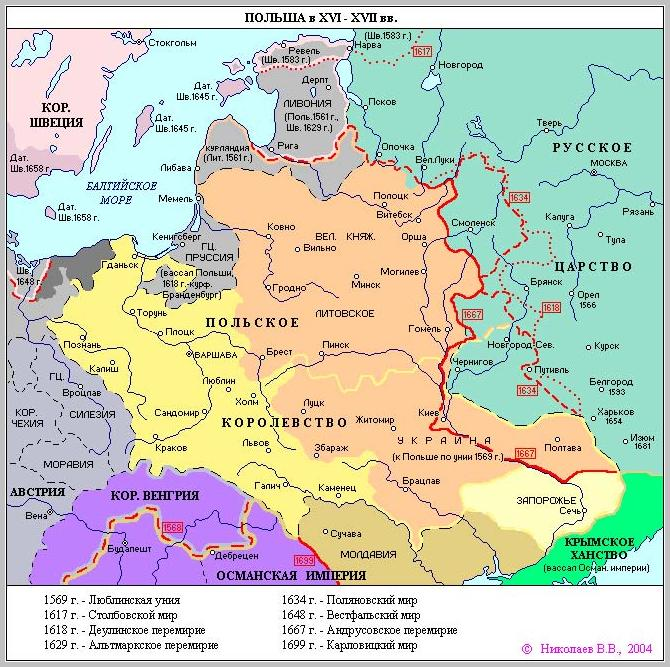 ПОЛЬША в XVI - XVII вв.
Стокгольм
Ревель
(Шв. 1583 г.)
Нарва
(Шв.1583 г.)
1617
Новгород
КОР.
ШВЕЦИЯ
Дат.
Шв.1645 г.
Дерпт
ЛИВОНИЯ
(Поль.1561 г.,
Шв. 1629 г.)
Псков
Дат.
Шв.1645 г.
Тверь
КУРЛЯНДИЯ
(Лит. 1561г.)
Рига
Опочка
Вел.Луки
РУССКОЕ
МОСКВА
Дат.
Шв.1658 г.
Либава
БАЛТИЙСКОЕ
МОРЕ
Мемель
Полоцк
Витебск
1634
Рязань
Дат.
Шв.1658 г.
Смоленск
Калуга
Тула
Кенигсберг
Ковно
ВЕЛ. КНЯЖ.
Вильно
Орша
ГЦ.
ПРУССИЯ
(вассал Польши,
1618 г.-курф.
Бранденбург)
Гданьск
Шв.
1648 г.
Могилев
ЦАРСТВО
Брянск
Орел
1566
Минск
Гродно
ЛИТОВСКОЕ
1618
1667
Торунь
ПОЛЬСКОЕ
Гомель
Плоцк
Познань
ВАРШАВА
Брест
Пинск
Новгород-Сев.
Курск
Чернигов
Калиш
Путивль
ГЦ.
Вроцлав
СИЛЕЗИЯ
Люблин
Холм
1634
Белгород
1593
КОР.
ЧЕХИЯ
Сандомир
Луцк
КОРОЛЕВСТВО
Житомир
Киев
Харьков
1654
УКРАИНА
(к Польше по унии 1569 г.)
Полтава
Изюм
1681
Краков
Львов
Збараж
1667
МОРАВИЯ
АВСТРИЯ
Вена
КОР. ВЕНГРИЯ
Галич
Каменец
Брацлав
ЗАПОРОЖЬЕ
Сечь
1568
Будапешт
Дебрецен
Сучава
МОЛДАВИЯ
1699
ОСМАНСКАЯ ИМПЕРИЯ
КРЫМСКОЕ
ХАНСТВО
(вассал Осман. империи)
1569 г. - Люблинская уния
1617 г. - Столбовской мир
1618 г. - Деулинское перемирие
1629 г. - Альтмаркское перемирие
1634 г. - Поляновский мир
1648 г. - Вестфальский мир
1667 г. - Андрусовское перемирие
1699 г. - Карловицкий мир
© Николаев В.В., 2004